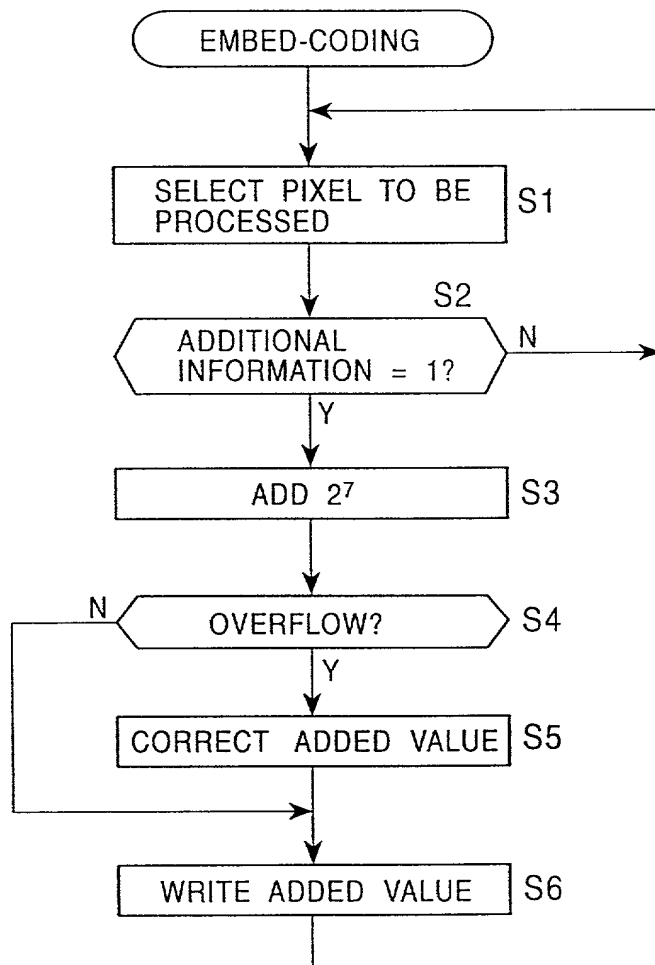 EMBED-CODING
SELECT PIXEL TO BE
PROCESSED
S1
S2
ADDITIONAL
INFORMATION = 1?
N
Y
ADD 2⁷
S3
N
OVERFLOW?
S4
Y
CORRECT ADDED VALUE
S5
WRITE ADDED VALUE
S6